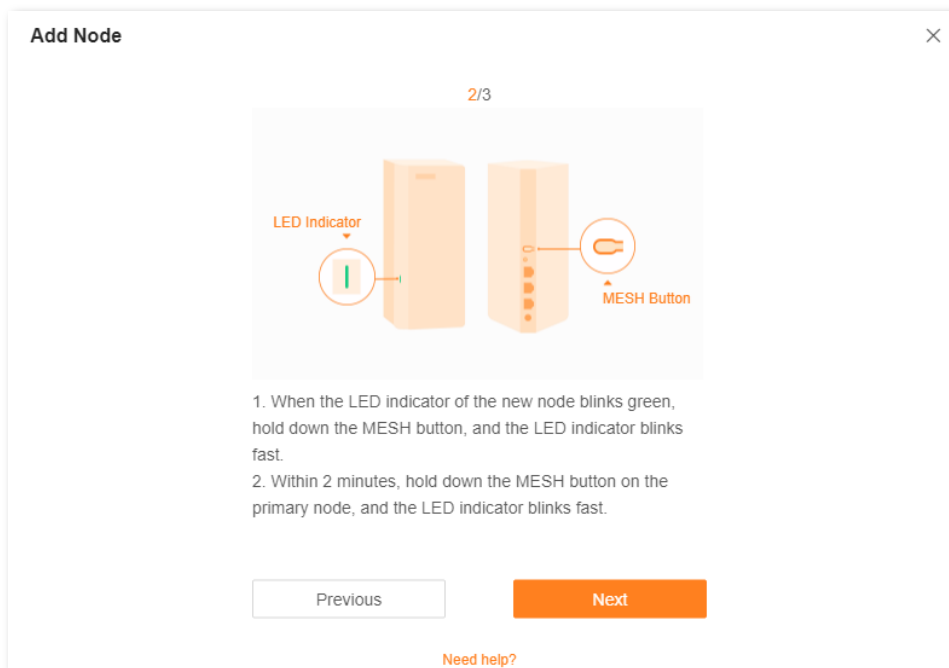 Add Node
2/3
LED Indicator
MESH Button
1. When the LED indicator of the new node blinks green,
hold down the MESH button, and the LED indicator blinks
fast.
2. Within 2 minutes, hold down the MESH button on the
primary node, and the LED indicator blinks fast.
Previous
Next
Need help?